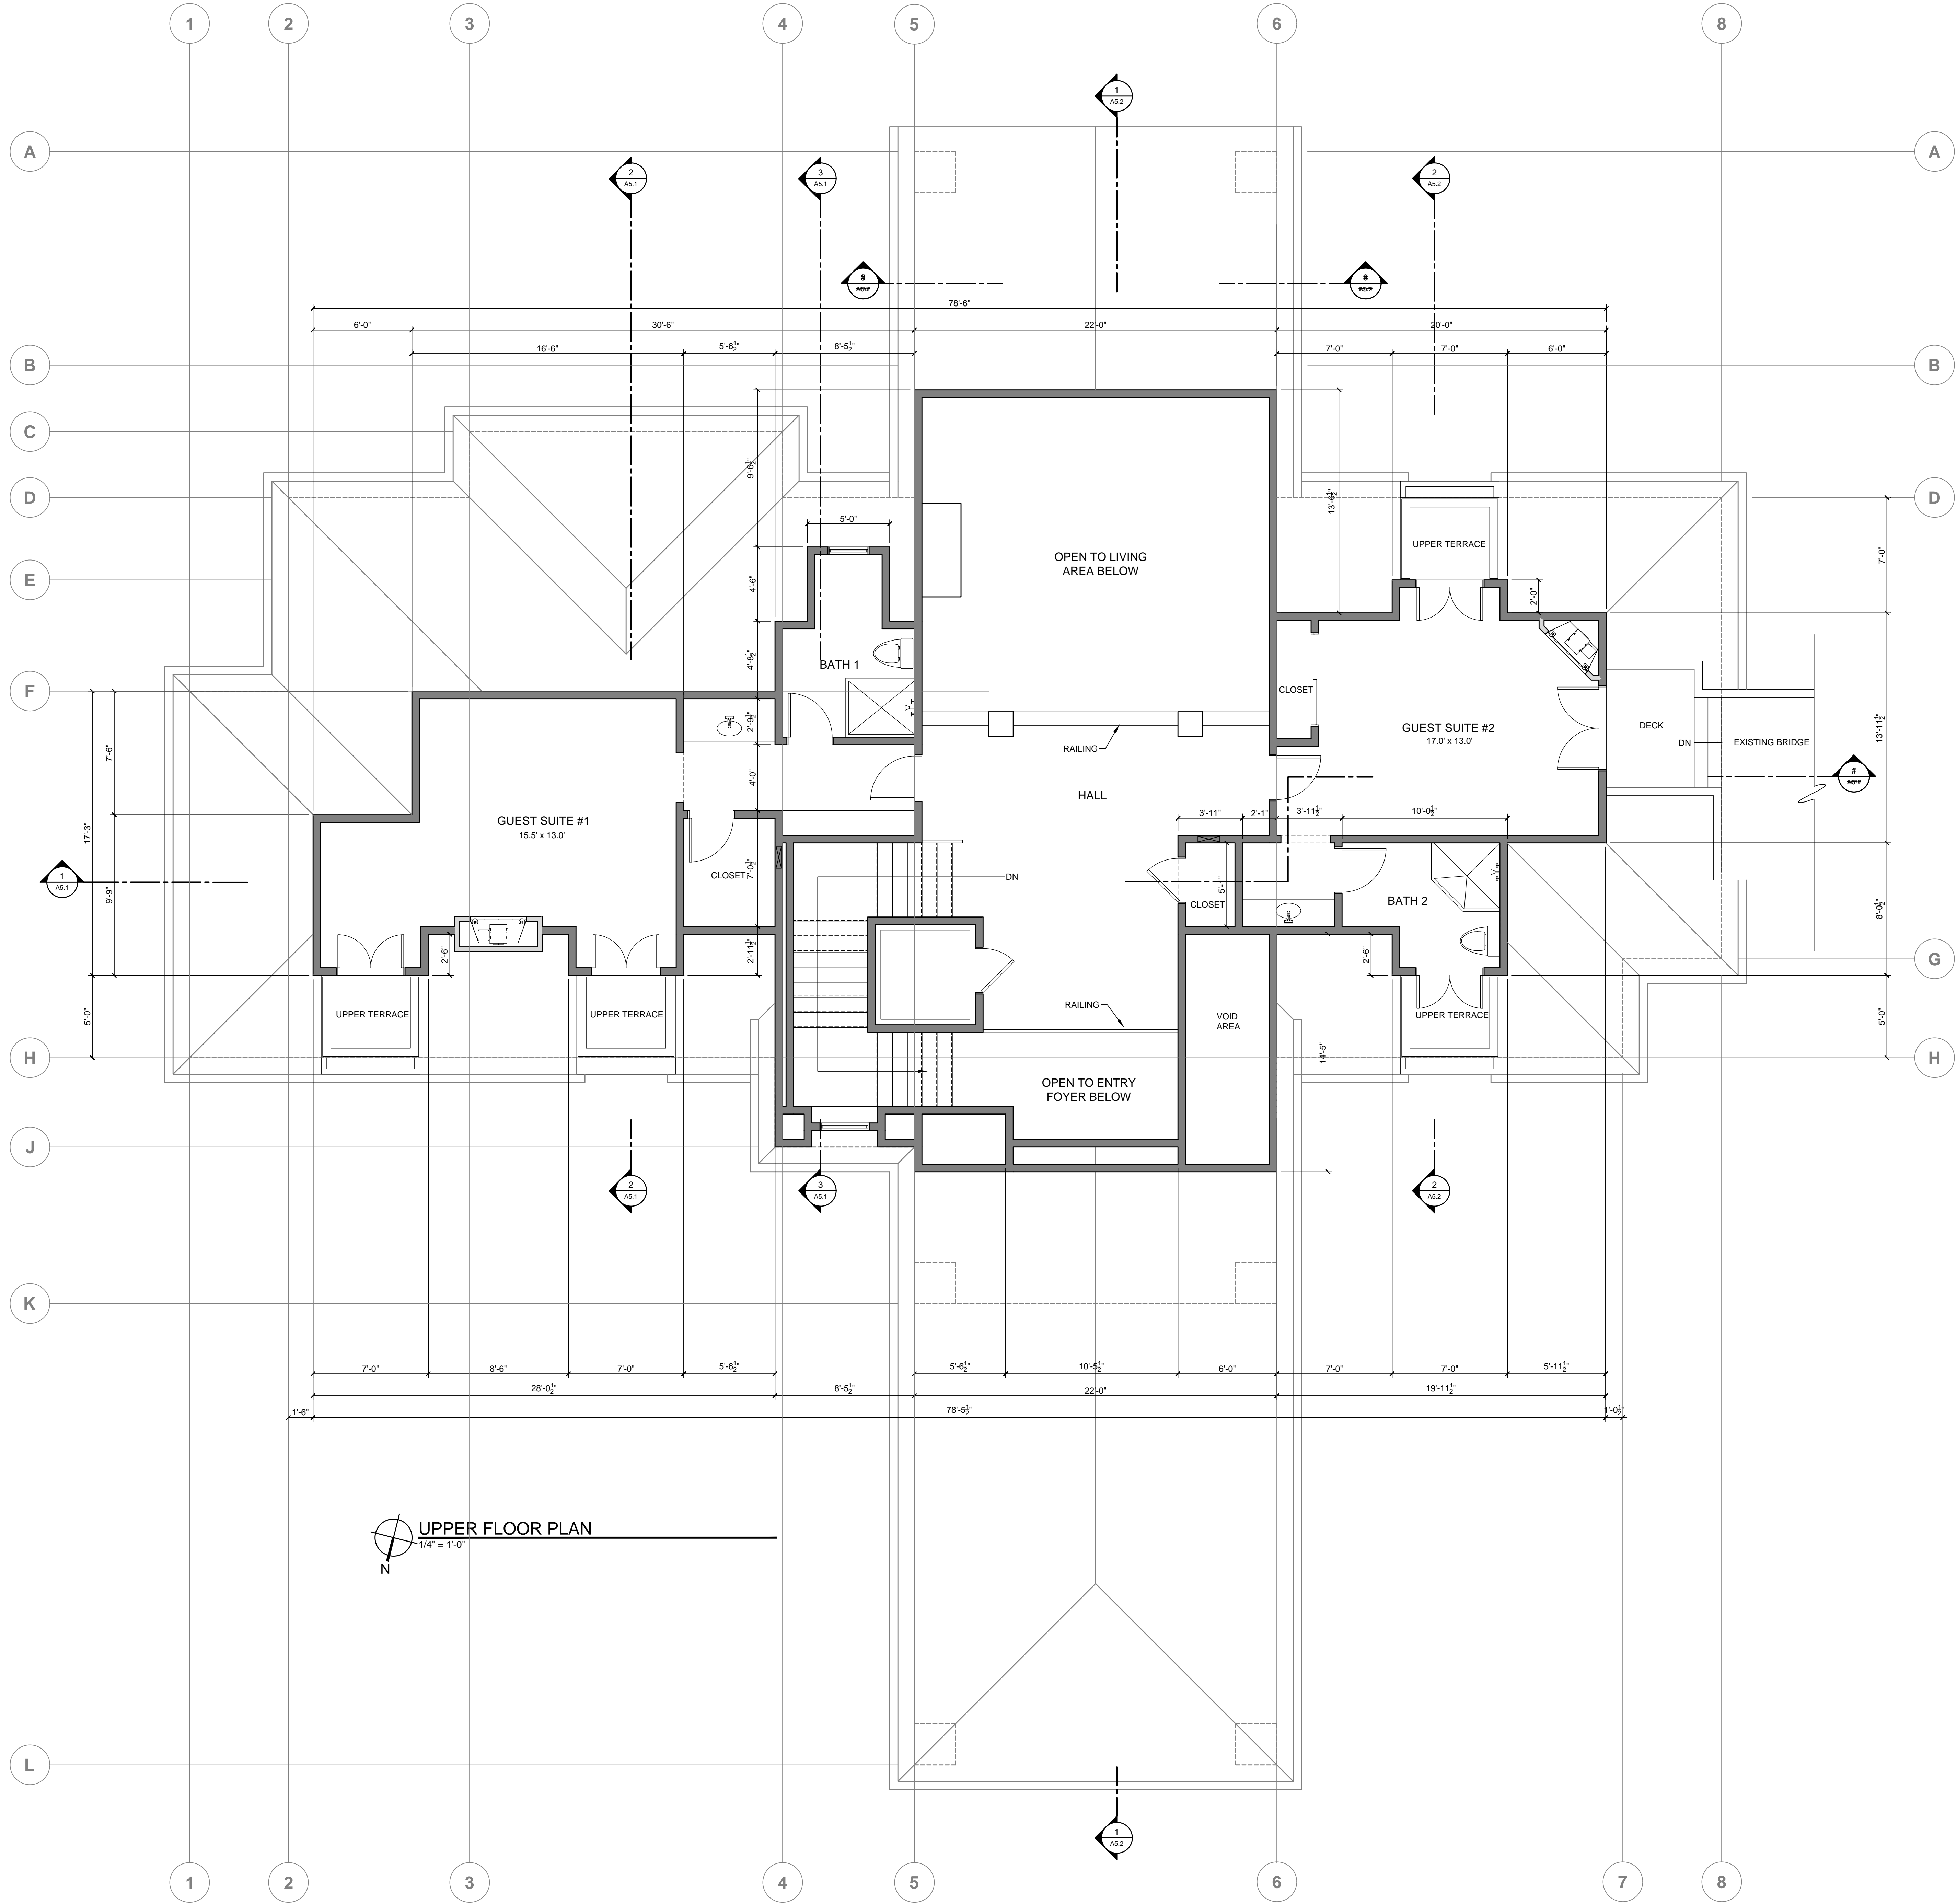 1 2 3 4 5 6 8
1
A5.2
A A
2
A5.1
3
A5.1
2
A5.2
78'-6"
6'-0" 30'-6" 22'-0" 20'-0"
16'-6" 5'-6½" 8'-5½" 7'-0" 7'-0" 6'-0"
B B
C
9'-6½"
13'-6½"
D D
5'-0"
UPPER TERRACE
7'-0"
OPEN TO LIVING
AREA BELOW
E
4'-6"
2'-0"
4'-8½"
BATH 1
F
CLOSET
2'-9½"
GUEST SUITE #2
17.0' x 13.0'
DECK
DN
EXISTING BRIDGE
13'-11½"
RAILING
7'-6"
4'-0"
HALL
17'-3"
GUEST SUITE #1
15.5' x 13.0'
3'-11" 2'-1" 3'-11½" 10'-0½"
1
A5.1
9'-9"
CLOSET
7'-0½"
DN
5'-1"
CLOSET
BATH 2
8'-0½"
2'-6"
2'-11½"
2'-6"
G
UPPER TERRACE
UPPER TERRACE
RAILING
VOID
AREA
UPPER TERRACE
5'-0"
5'-0"
H H
14'-5"
OPEN TO ENTRY
FOYER BELOW
J
2
A5.1
3
A5.1
2
A5.2
K
7'-0" 8'-6" 7'-0" 5'-6½" 5'-6½" 10'-5½" 6'-0" 7'-0" 7'-0" 5'-11½"
28'-0½" 8'-5½" 22'-0" 19'-11½"
1'-6" 78'-5½" 1'-0½"
UPPER FLOOR PLAN
1/4" = 1'-0"
N
L
1
A5.2
1 2 3 4 5 6 7 8